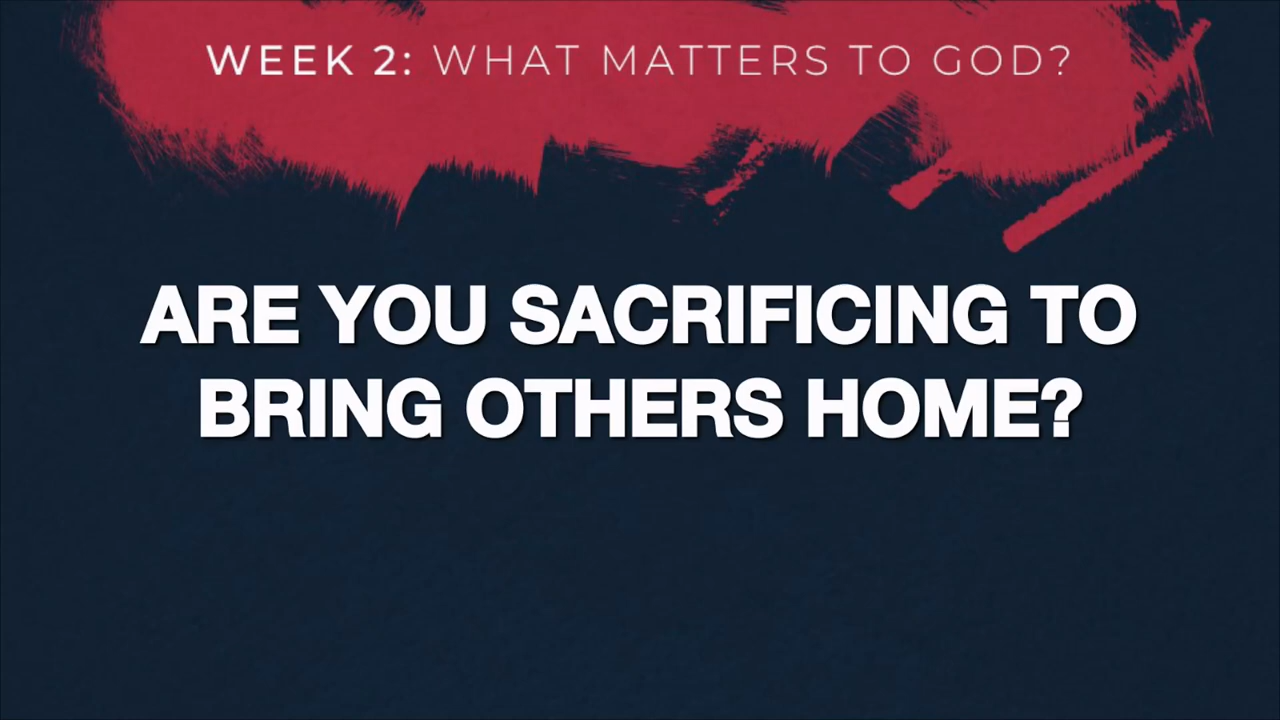 WEEK 2: WHAT MATTERS TO GOD?
ARE YOU SACRIFICING TO
BRING OTHERS HOME?